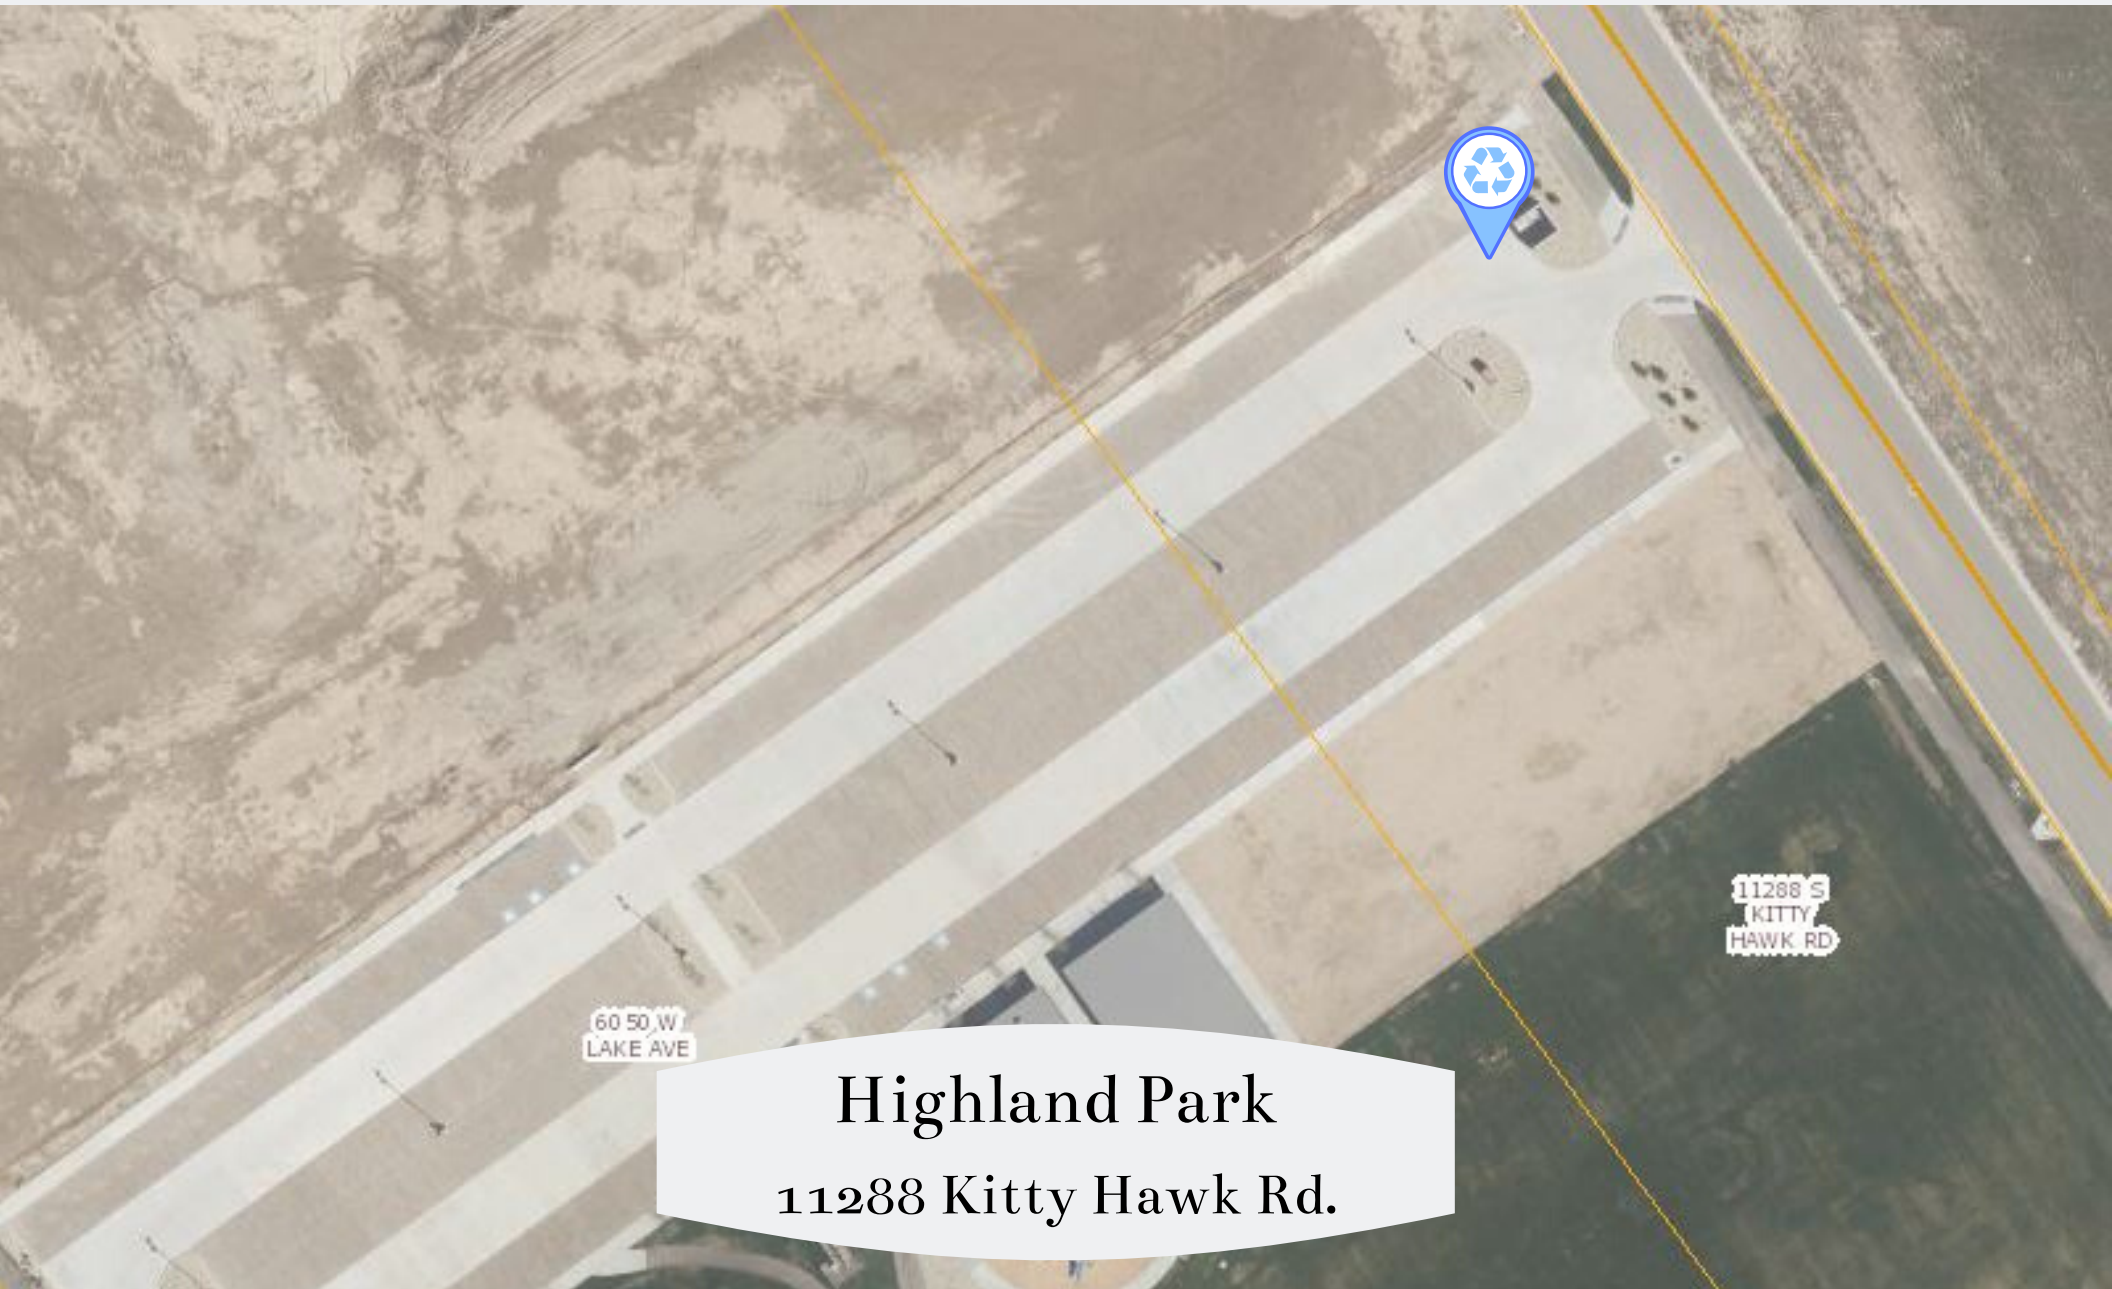 11288 S
KITTY
HAWK RD
60 50 W
LAKE AVE
Highland Park
11288 Kitty Hawk Rd.